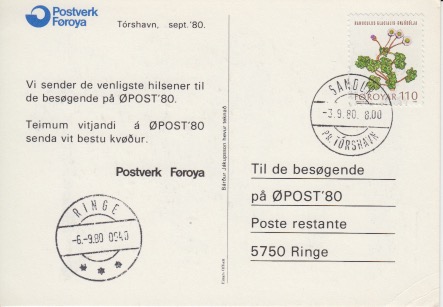 Postverk
Føroya
Tórshavn, sept.'80.
Vi sender de venligste hilsener til
de besøgende på ØPOST'80.
Teimum vitjandi á ØPOST'80
senda vit bestu kvøður.
Postverk Føroya
RINGE
-6.-9.80 0940
FØROYAR 110
SANDUR
-3.9.80. 8.00
PR. TÓRSHAVN
Til de besøgende
på ØPOST'80
Poste restante
5750 Ringe